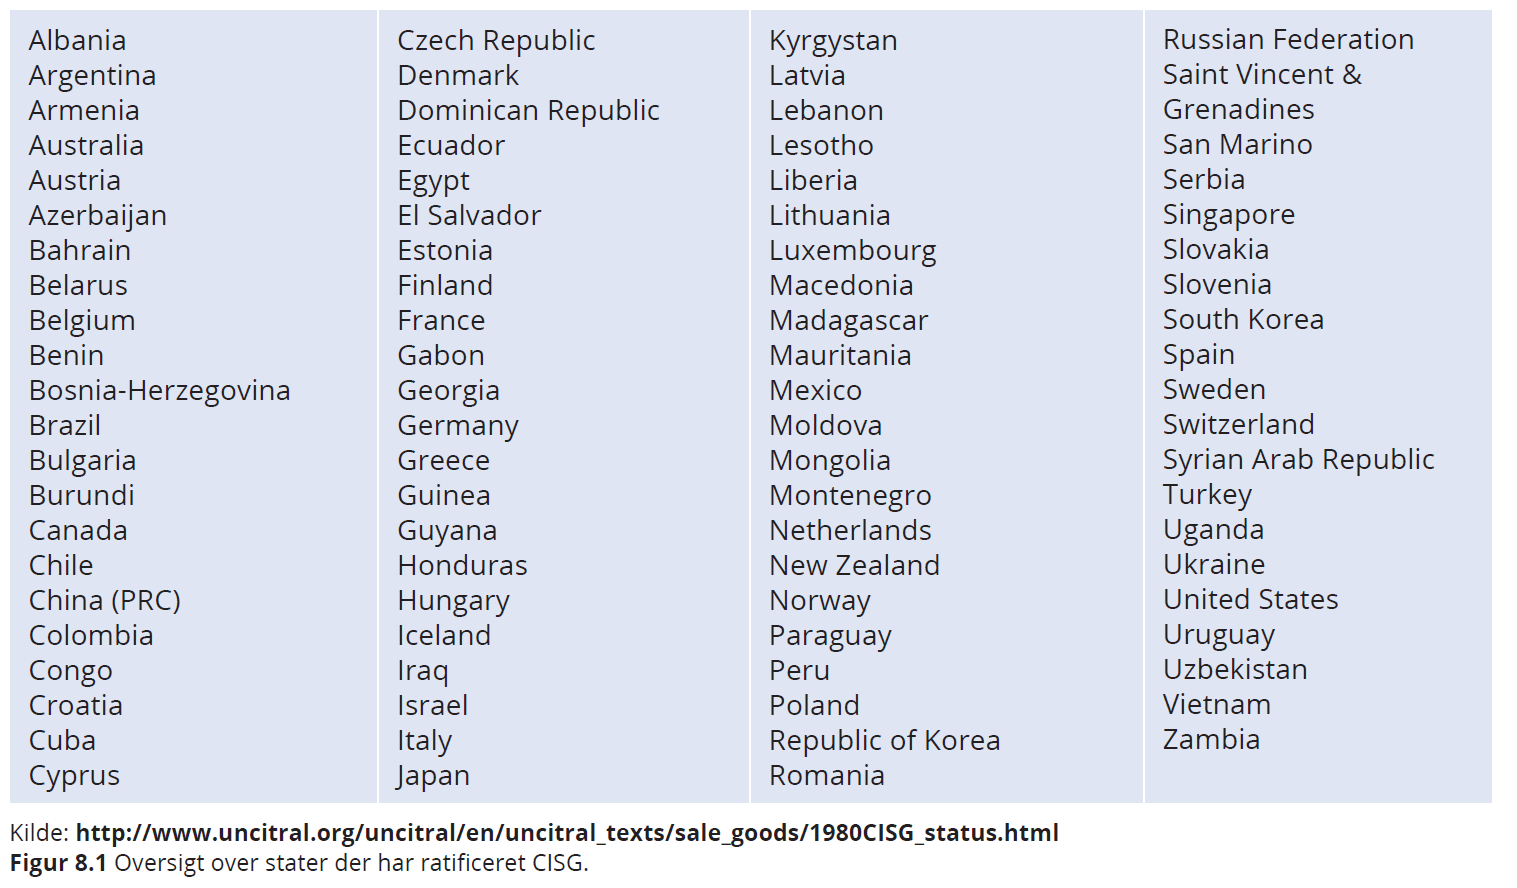 Albania
Argentina
Armenia
Australia
Austria
Azerbaijan
Bahrain
Belarus
Belgium
Benin
Bosnia-Herzegovina
Brazil
Bulgaria
Burundi
Canada
Chile
China (PRC)
Colombia
Congo
Croatia
Cuba
Cyprus
Czech Republic
Denmark
Dominican Republic
Ecuador
Egypt
El Salvador
Estonia
Finland
France
Gabon
Georgia
Germany
Greece
Guinea
Guyana
Honduras
Hungary
Iceland
Iraq
Israel
Italy
Japan
Kyrgystan
Latvia
Lebanon
Lesotho
Liberia
Lithuania
Luxembourg
Macedonia
Madagascar
Mauritania
Mexico
Moldova
Mongolia
Montenegro
Netherlands
New Zealand
Norway
Paraguay
Peru
Poland
Republic of Korea
Romania
Russian Federation
Saint Vincent &
Grenadines
San Marino
Serbia
Singapore
Slovakia
Slovenia
South Korea
Spain
Sweden
Switzerland
Syrian Arab Republic
Turkey
Uganda
Ukraine
United States
Uruguay
Uzbekistan
Vietnam
Zambia
Kilde: http://www.uncitral.org/uncitral/en/uncitral_texts/sale_goods/1980CISG_status.html
Figur 8.1 Oversigt over stater der har ratificeret CISG.